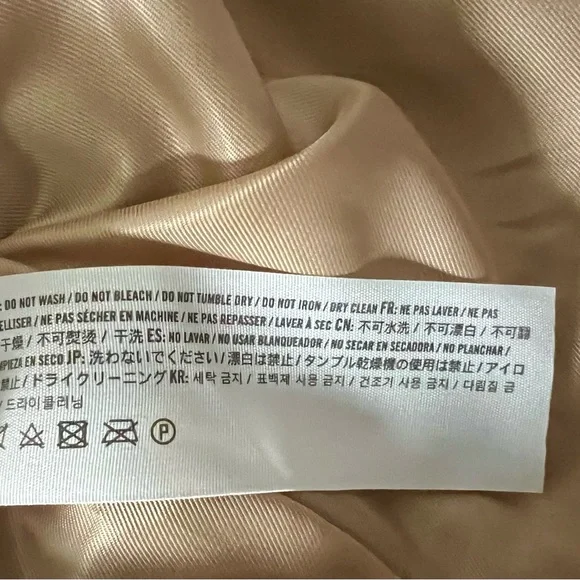 : DO NOT WASH / DO NOT BLEACH / DO NOT TUMBLE DRY / DO NOT IRON / DRY CLEAN FR: NE PAS LAVER / NE PAS
ELLISER / NE PAS SÉCHER EN MACHINE / NE PAS REPASSER / LAVER À SEC CN: 不可水洗 / 不可漂白 / 不可翻
干燥 / 不可熨烫 / 干洗 ES: NO LAVAR / NO USAR BLANQUEADOR / NO SECAR EN SECADORA / NO PLANCHAR /
MPIEZA EN SECO JP: 洗わないでください / 漂白は禁止 / タンブル乾燥機の使用は禁止 / アイロ
禁止 / ドライクリーニング KR: 세탁 금지 / 표백제 사용 금지 / 건조기 사용 금지 / 다림질 금
/ 드라이클리닝
P